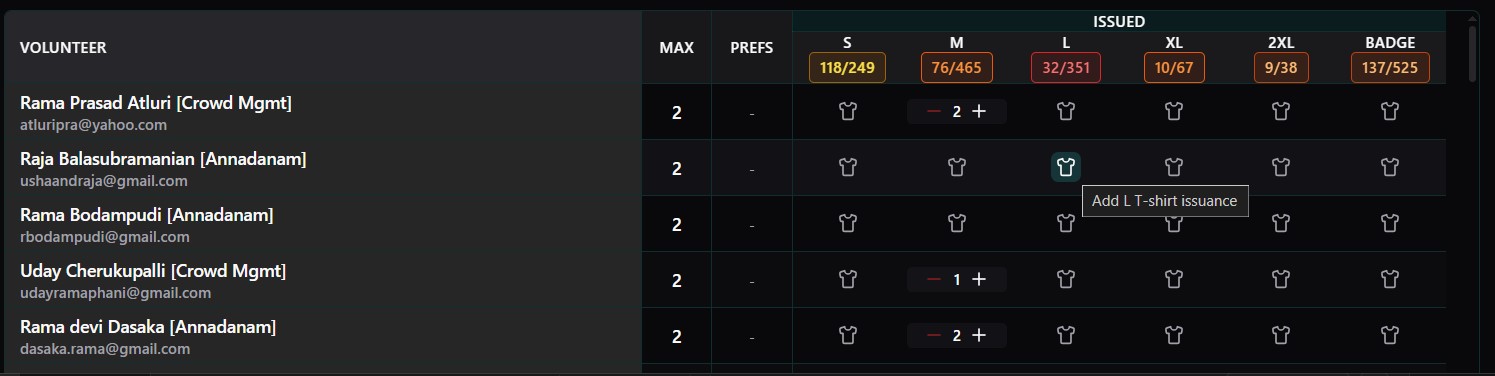 ISSUED
VOLUNTEER MAX PREFS S M L XL 2XL BADGE
118/249 76/465 32/351 10/67 9/38 137/525
Rama Prasad Atluri [Crowd Mgmt] 2 - − 2 +
atluripra@yahoo.com
Raja Balasubramanian [Annadanam] 2 -
ushaandraja@gmail.com
Add L T-shirt issuance
Rama Bodampudi [Annadanam] 2 -
rbodampudi@gmail.com
Uday Cherukupalli [Crowd Mgmt] 2 - − 1 +
udayramaphani@gmail.com
Rama devi Dasaka [Annadanam] 2 - − 2 +
dasaka.rama@gmail.com